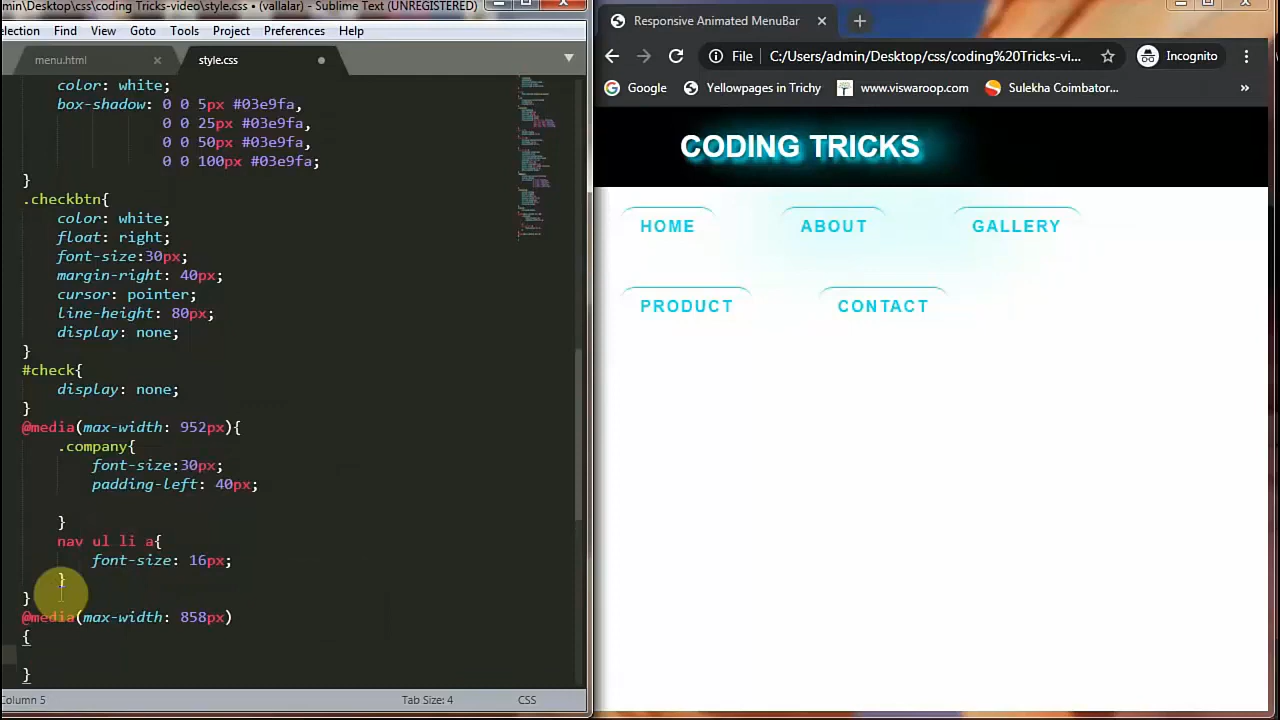 min\Desktop\css\coding Tricks-video\style.css • (vallalar) - Sublime Text (UNREGISTERED)
election Find View Goto Tools Project Preferences Help
menu.html
style.css
color: white;
box-shadow: 0 0 5px #03e9fa,
0 0 25px #03e9fa,
0 0 50px #03e9fa,
0 0 100px #03e9fa;
}
.checkbtn{
color: white;
float: right;
font-size:30px;
margin-right: 40px;
cursor: pointer;
line-height: 80px;
display: none;
}
#check{
display: none;
}
@media(max-width: 952px){
.company{
font-size:30px;
padding-left: 40px;
}
nav ul li a{
font-size: 16px;
}
}
@media(max-width: 858px)
{
}
Column 5
Tab Size: 4
CSS
Responsive Animated MenuBar
File C:/Users/admin/Desktop/css/coding%20Tricks-vi...
Incognito
Google
Yellowpages in Trichy
www.viswaroop.com
Sulekha Coimbator...
»
CODING TRICKS
HOME ABOUT GALLERY
PRODUCT CONTACT